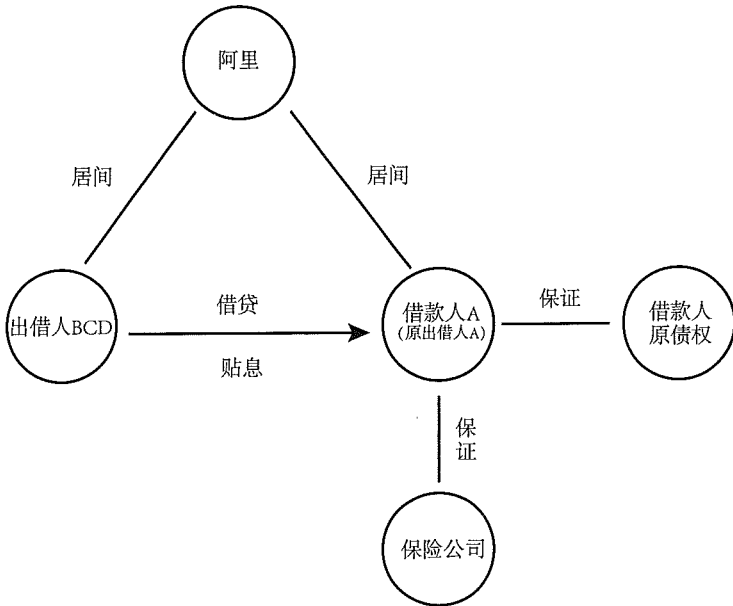 阿里
居间
居间
出借人BCD
借贷
贴息
借款人A
(原出借人A)
保证
借款人
原债权
保
证
保险公司